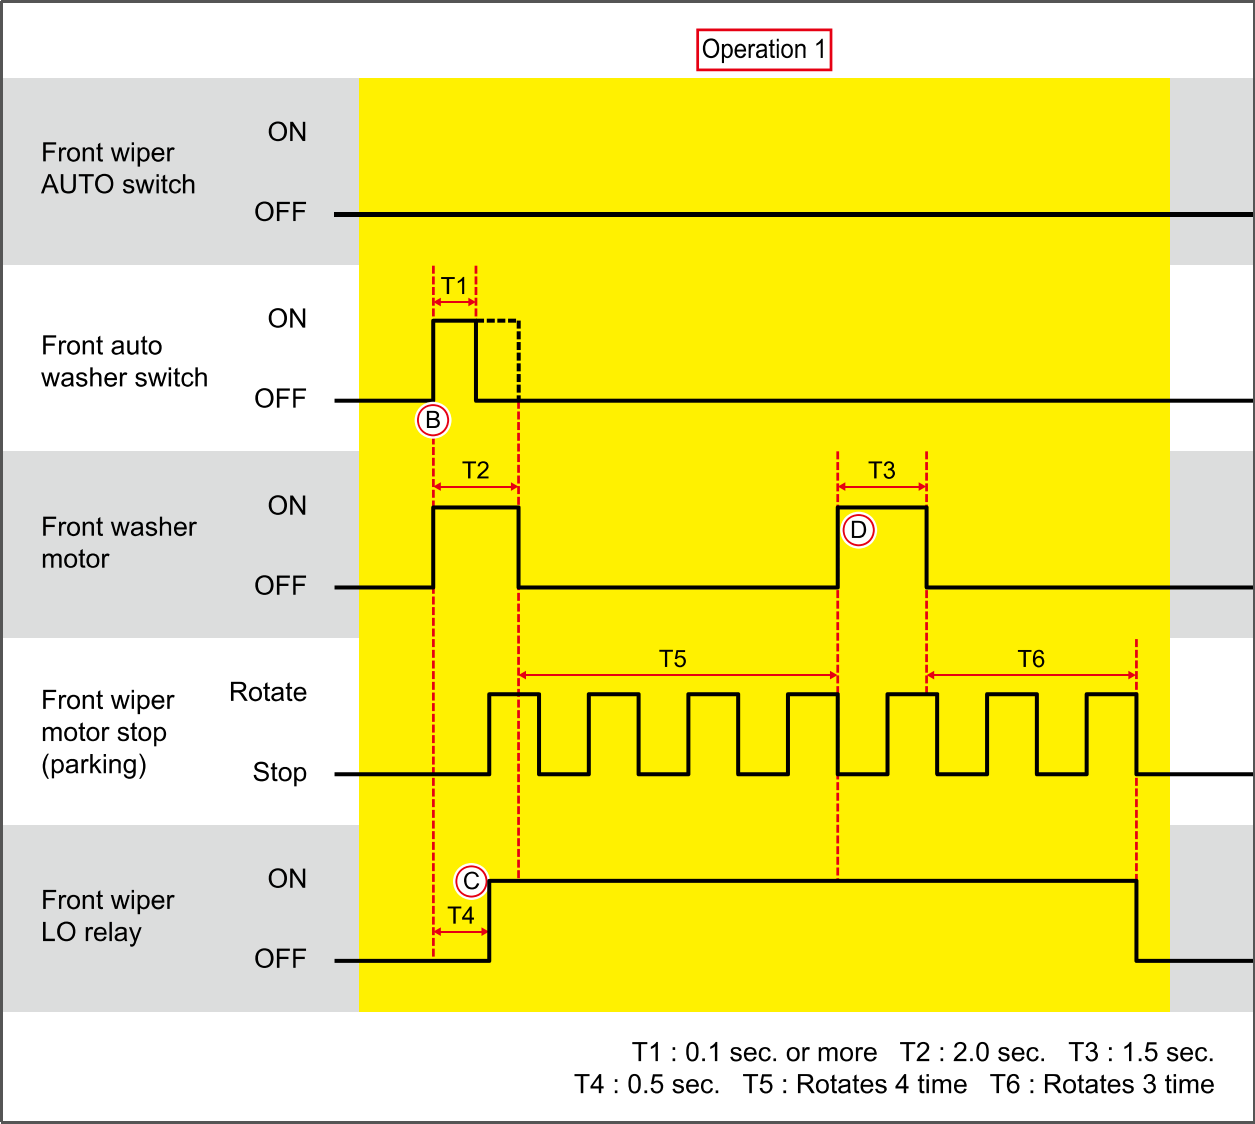 Operation 1
Front wiper
AUTO switch
ON
OFF
T1
Front auto
washer switch
ON
OFF
B
T2
T3
Front washer
motor
ON
OFF
D
T5
T6
Front wiper
motor stop
(parking)
Rotate
Stop
Front wiper
LO relay
ON
OFF
C
T4
T1 : 0.1 sec. or more T2 : 2.0 sec. T3 : 1.5 sec.
T4 : 0.5 sec. T5 : Rotates 4 time T6 : Rotates 3 time